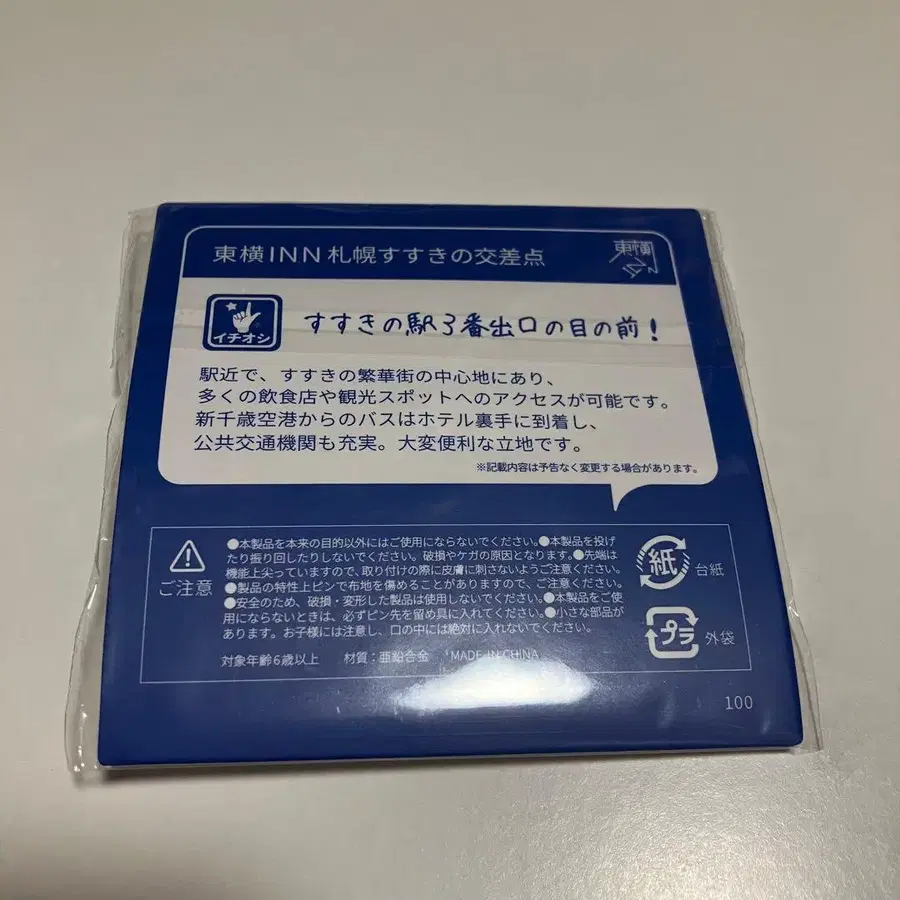 東横INN 札幌すすきの交差点
東横INN
イチオシ
すすきの駅3番出口の目の前!
駅近で、すすきの繁華街の中心地にあり、
多くの飲食店や観光スポットへのアクセスが可能です。
新千歳空港からのバスはホテル裏手に到着し、
公共交通機関も充実。大変便利な立地です。
※記載内容は予告なく変更する場合があります。
ご注意
●本製品を本来の目的以外にはご使用にならないでください。●本製品を投げ
たり振り回したりしないでください。破損やケガの原因となります。●先端は
機能上尖っていますので、取り付けの際に皮膚に刺さないようご注意ください。
●製品の特性上ピンで布地を傷めることがありますので、ご注意ください。
●安全のため、破損・変形した製品は使用しないでください。●本製品をご使
用にならないときは、必ずピン先を留め具に入れてください。●小さな部品が
あります。お子様には注意し、口の中には絶対に入れないでください。
対象年齢6歳以上 材質:亜鉛合金 MADE IN CHINA
紙 台紙
プラ 外袋
100